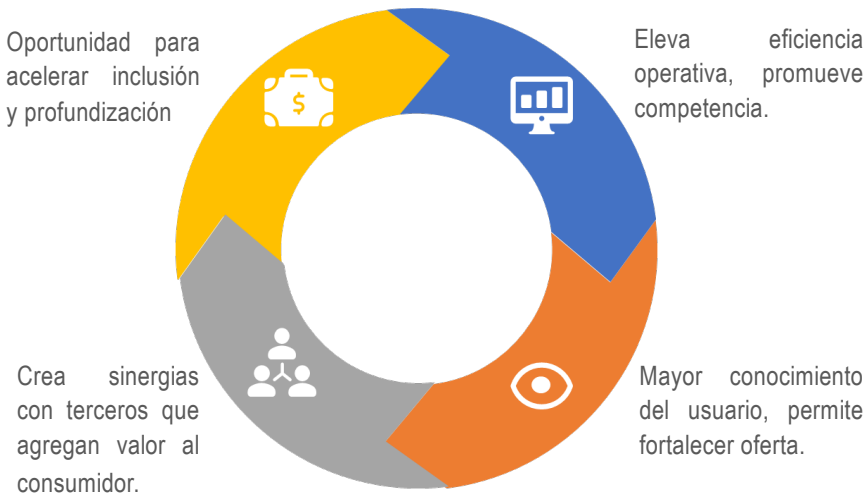 Oportunidad para
acelerar inclusión
y profundización
$
Eleva eficiencia
operativa, promueve
competencia.
Crea sinergias
con terceros que
agregan valor al
consumidor.
Mayor conocimiento
del usuario, permite
fortalecer oferta.